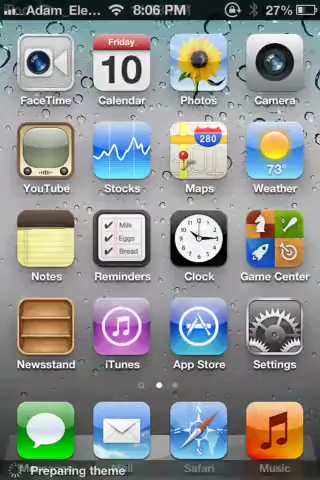 Adam_Ele... 8:06 PM 27%
FaceTime Calendar Photos Camera
Friday
10
YouTube Stocks Maps Weather
280
73°
Notes Reminders Clock Game Center
Milk
Eggs
Bread
Newsstand iTunes App Store Settings
Mail Safari Music
Preparing theme